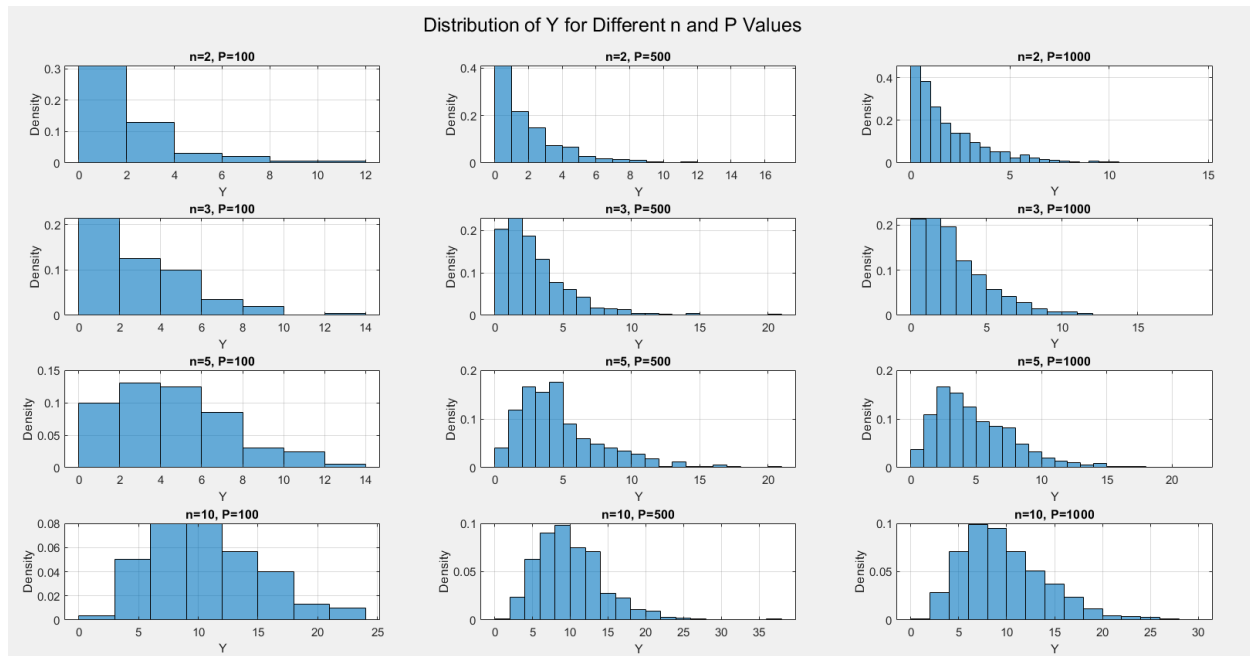 Distribution of Y for Different n and P Values
n=2, P=100
Density
0.3
0.2
0.1
0
0 2 4 6 8 10 12
Y
n=2, P=500
Density
0.4
0.2
0
0 2 4 6 8 10 12 14 16
Y
n=2, P=1000
Density
0.4
0.2
0
0 5 10 15
Y
n=3, P=100
Density
0.2
0.1
0
0 2 4 6 8 10 12 14
Y
n=3, P=500
Density
0.2
0.1
0
0 5 10 15 20
Y
n=3, P=1000
Density
0.2
0.1
0
0 5 10 15
Y
n=5, P=100
Density
0.15
0.1
0.05
0
0 2 4 6 8 10 12 14
Y
n=5, P=500
Density
0.2
0.1
0
0 5 10 15 20
Y
n=5, P=1000
Density
0.2
0.1
0
0 5 10 15 20
Y
n=10, P=100
Density
0.08
0.06
0.04
0.02
0
5 10 15 20 25
Y
n=10, P=500
Density
0.1
0.05
0
0 5 10 15 20 25 30 35
Y
n=10, P=1000
Density
0.1
0.05
0
0 5 10 15 20 25 30
Y